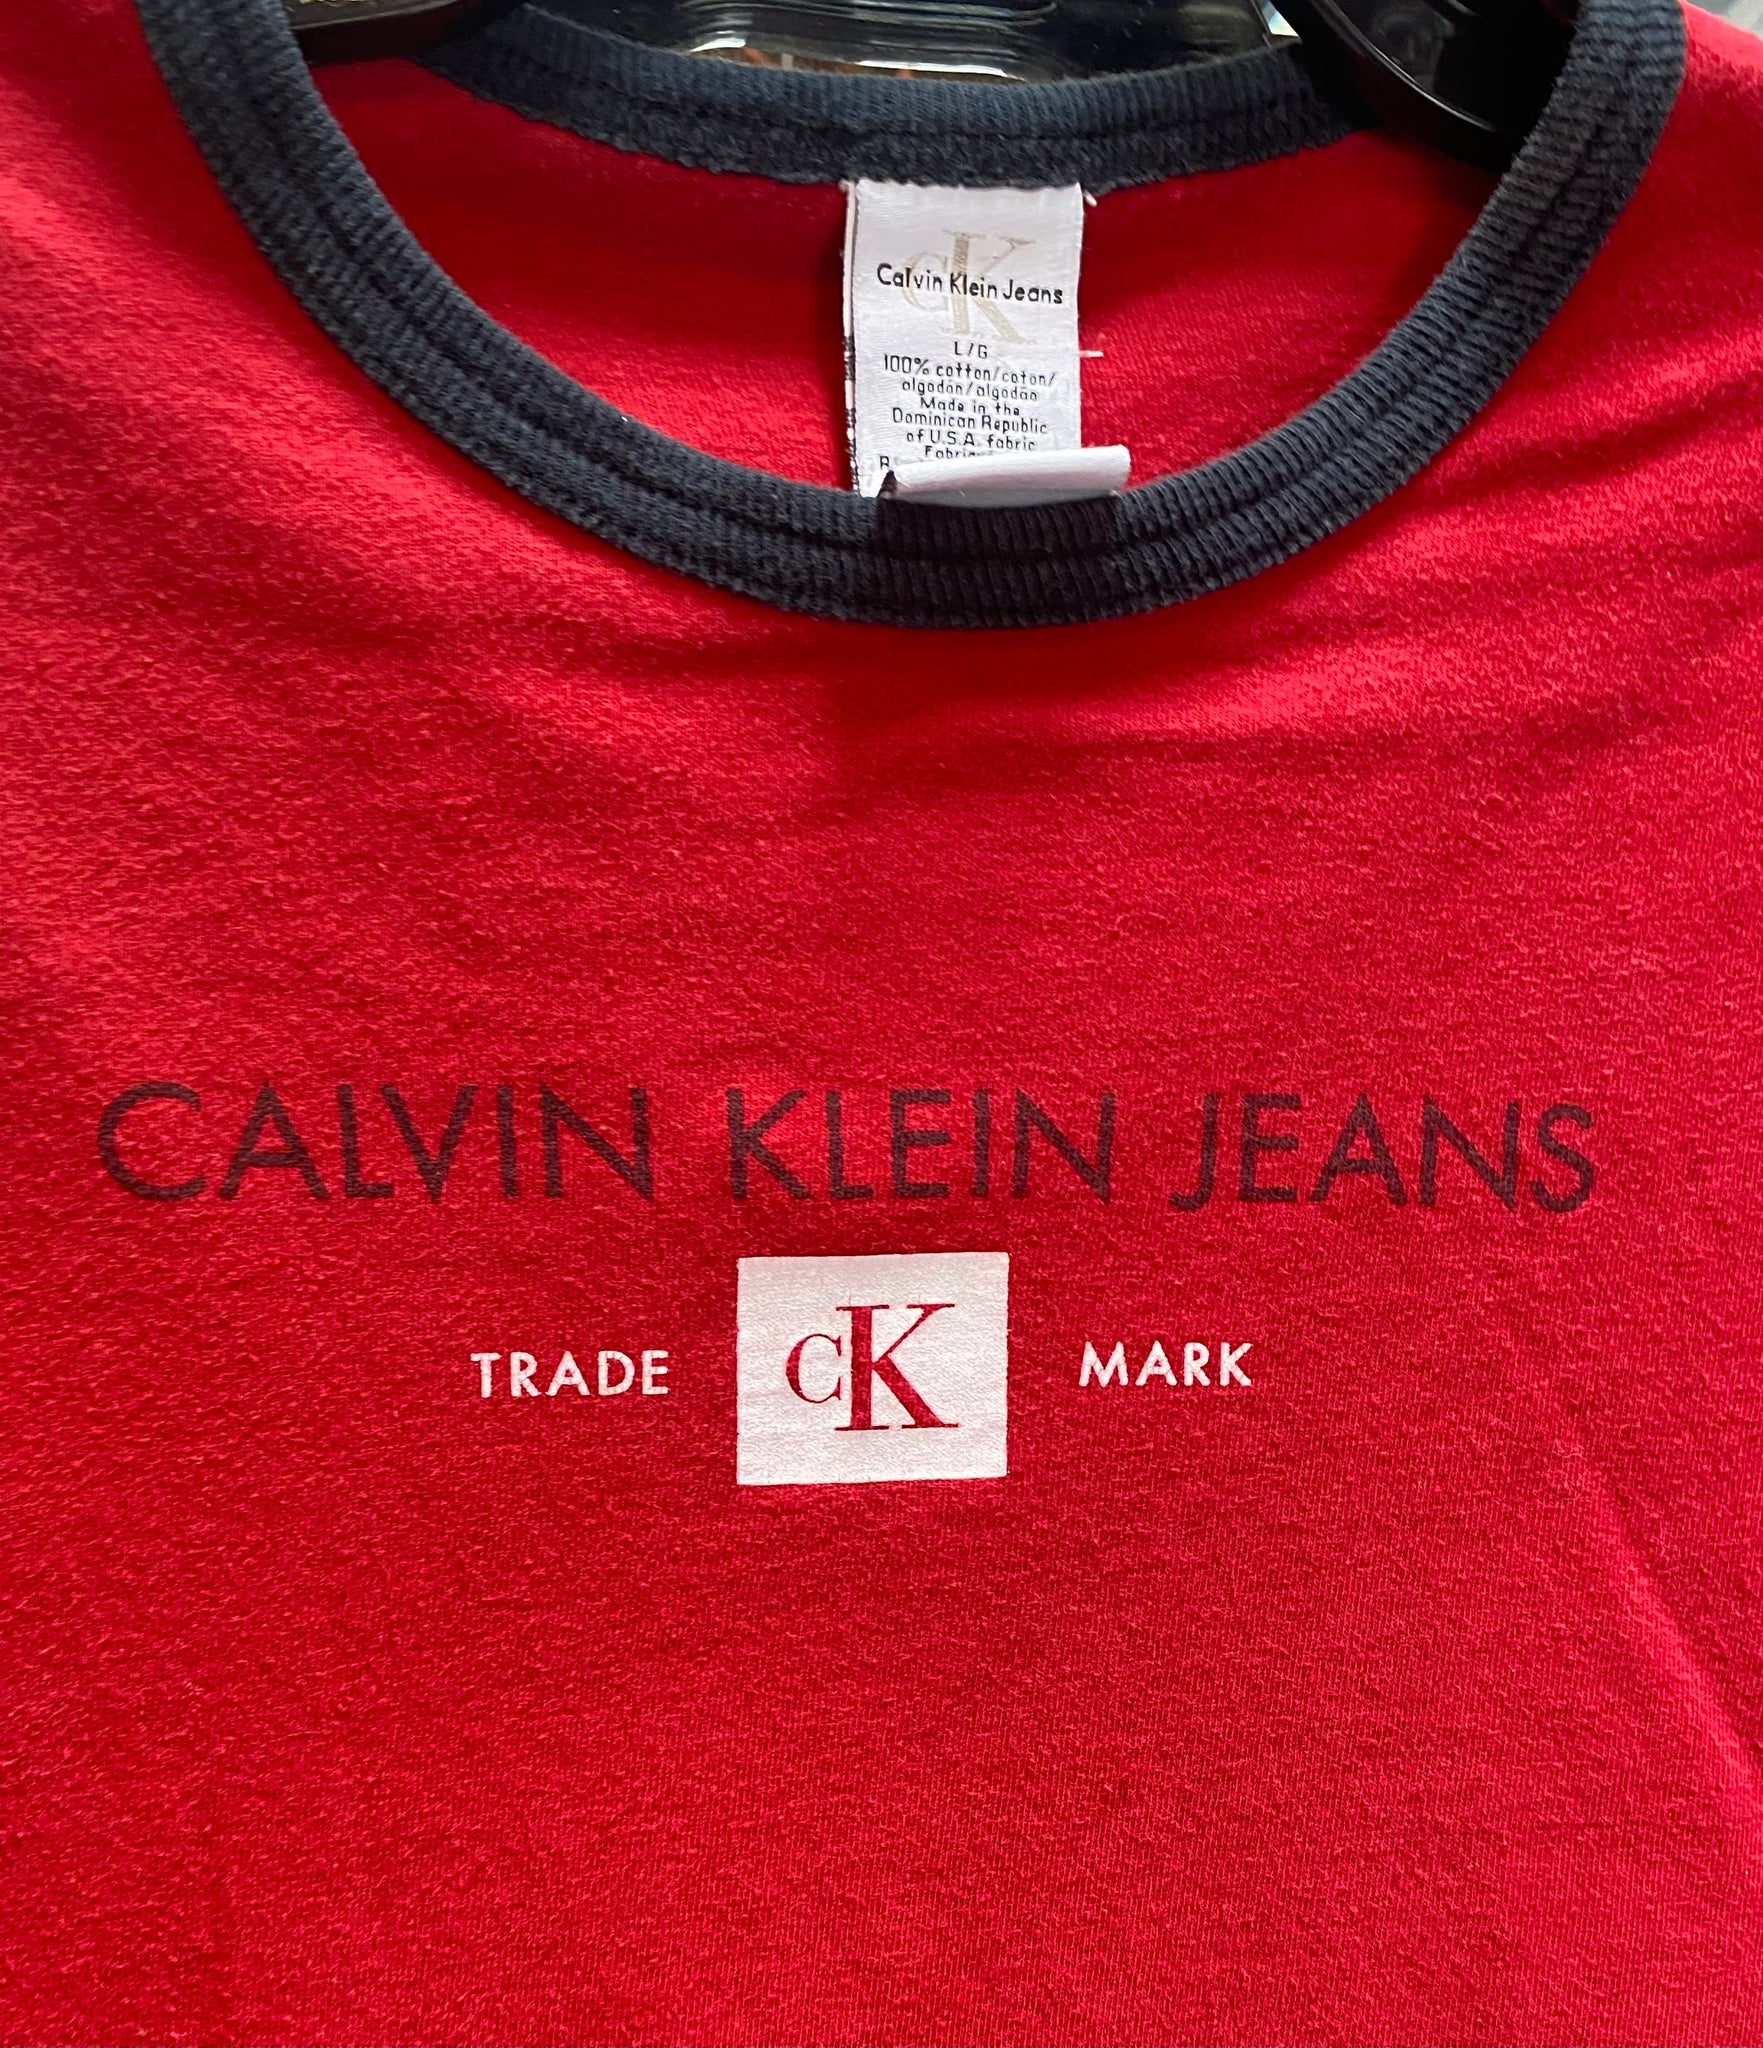 CK
Calvin Klein Jeans
L/G
100% cotton/coton/
algodón/algodão
Made in the
Dominican Republic
of U.S.A. fabric
CALVIN KLEIN JEANS
TRADE CK MARK